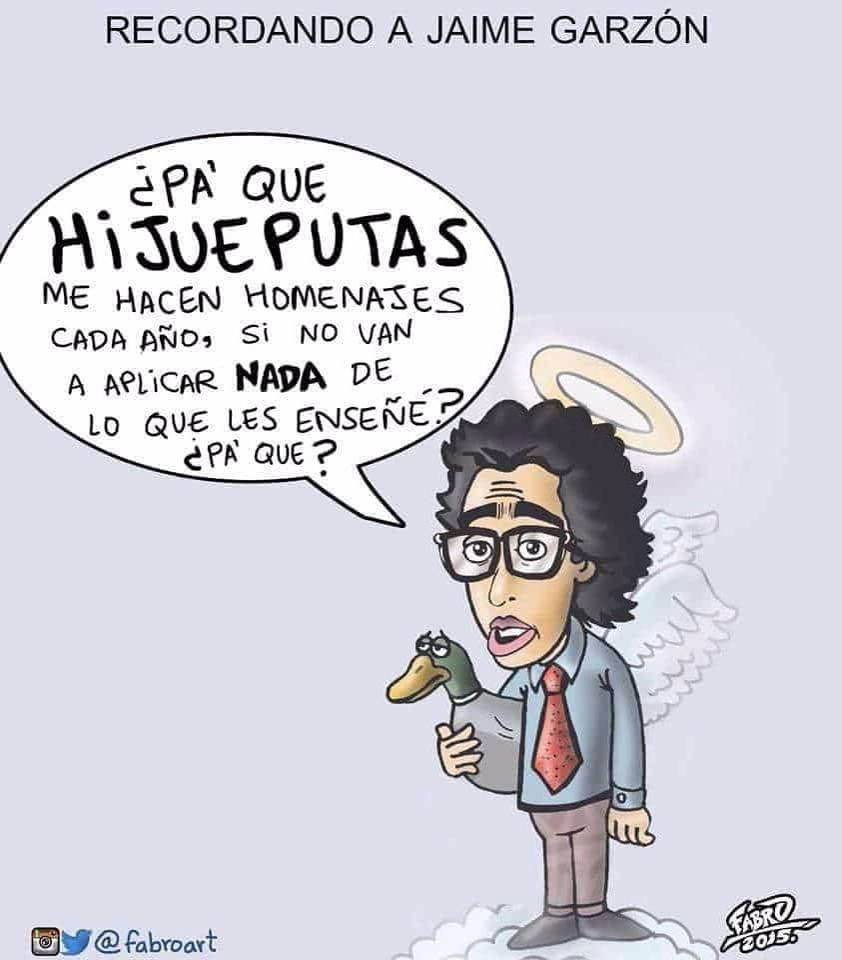 RECORDANDO A JAIME GARZÓN
¿PA' QUE
HiJUEPUTAS
ME HACEN HOMENAJES
CADA AÑO, Si NO VAN
A APLiCAR NADA DE
LO QUE LES ENSEÑÉ?
¿PA' QUE?
@fabroart
FABRO
2015.